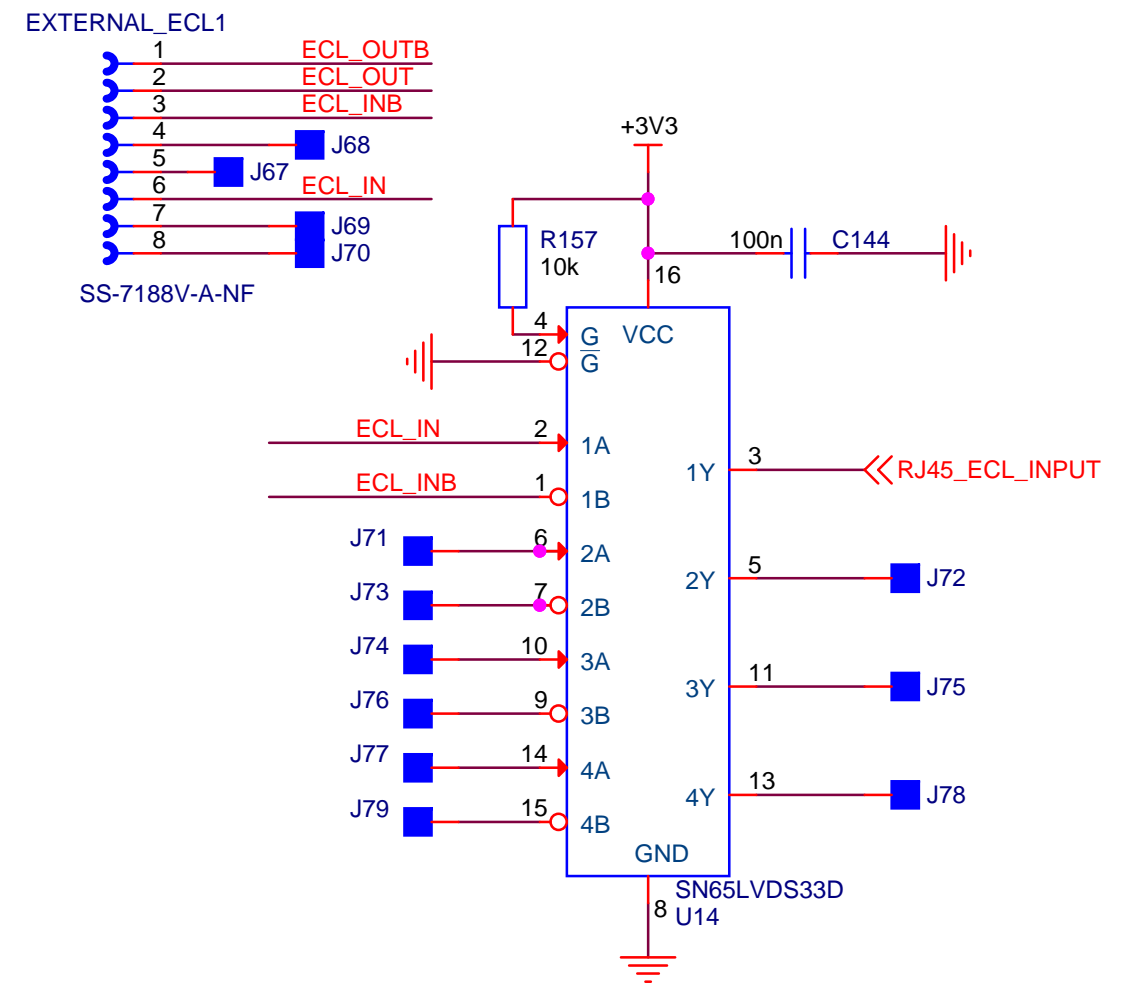 EXTERNAL_ECL1
1 ECL_OUTB
2 ECL_OUT
3 ECL_INB
4 J68
5 J67
6 ECL_IN
7 J69
8 J70
SS-7188V-A-NF
+3V3
R157
10k
100n C144
16
4 G VCC
12 G
ECL_IN 2 1A
ECL_INB 1 1B
1Y 3 RJ45_ECL_INPUT
J71 6 2A
2Y 5 J72
J73 7 2B
J74 10 3A
3Y 11 J75
J76 9 3B
J77 14 4A
4Y 13 J78
J79 15 4B
GND
SN65LVDS33D
8 U14